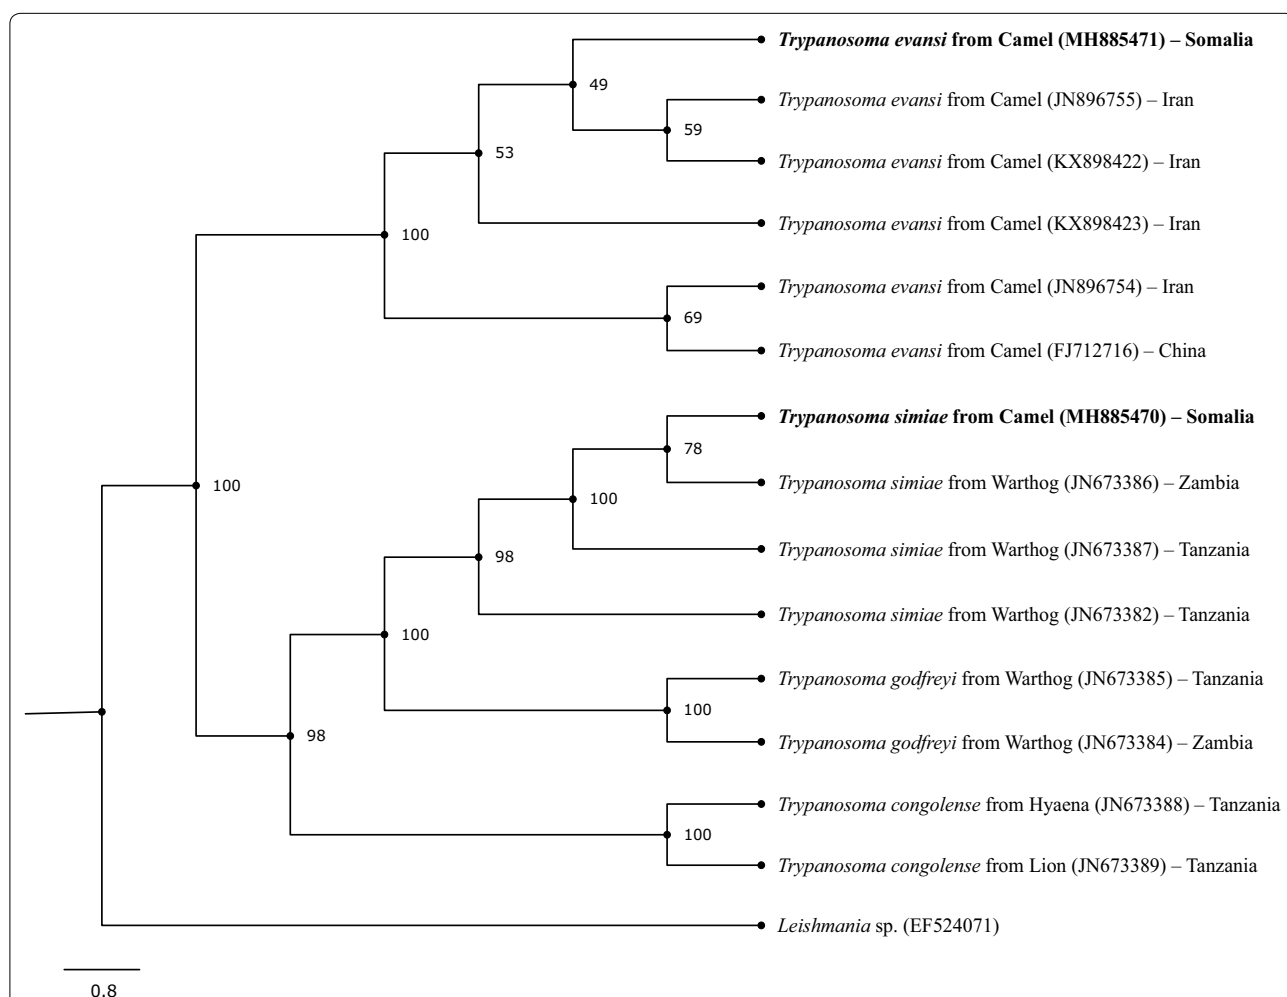 Trypanosoma evansi from Camel (MH885471) – Somalia
49
Trypanosoma evansi from Camel (JN896755) – Iran
59
53
Trypanosoma evansi from Camel (KX898422) – Iran
Trypanosoma evansi from Camel (KX898423) – Iran
100
Trypanosoma evansi from Camel (JN896754) – Iran
69
Trypanosoma evansi from Camel (FJ712716) – China
Trypanosoma simiae from Camel (MH885470) – Somalia
78
Trypanosoma simiae from Warthog (JN673386) – Zambia
100
100
Trypanosoma simiae from Warthog (JN673387) – Tanzania
98
Trypanosoma simiae from Warthog (JN673382) – Tanzania
100
Trypanosoma godfreyi from Warthog (JN673385) – Tanzania
100
98
Trypanosoma godfreyi from Warthog (JN673384) – Zambia
Trypanosoma congolense from Hyaena (JN673388) – Tanzania
100
Trypanosoma congolense from Lion (JN673389) – Tanzania
Leishmania sp. (EF524071)
0.8